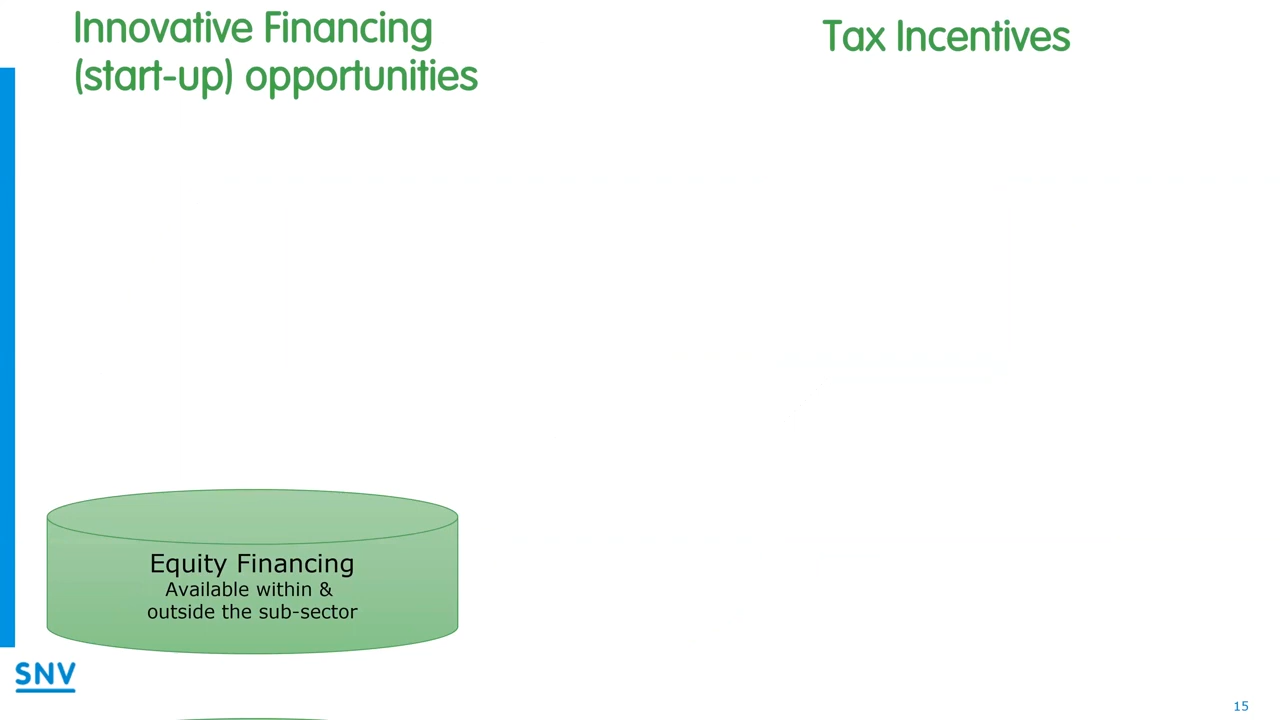 Innovative Financing
(start-up) opportunities
Tax Incentives
Equity Financing
Available within &
outside the sub-sector
SNV
15